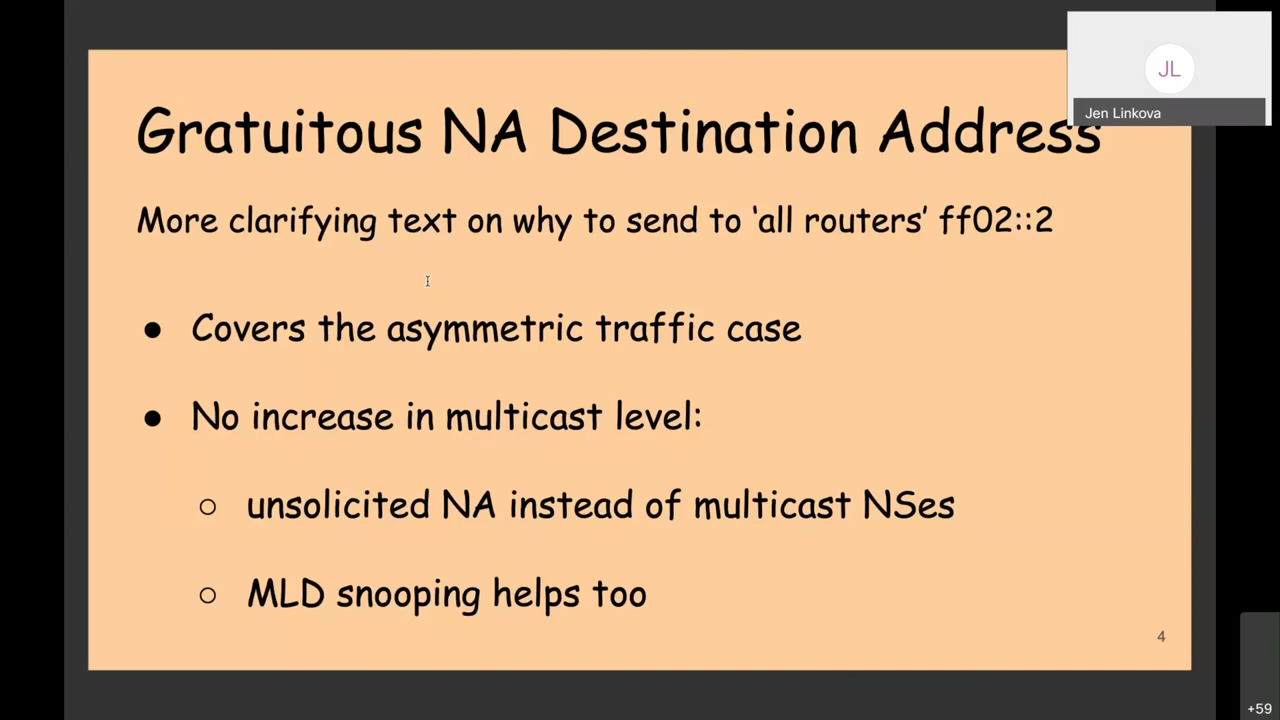 JL
Jen Linkova
Gratuitous NA Destination Address
More clarifying text on why to send to ‘all routers’ ff02::2
● Covers the asymmetric traffic case
● No increase in multicast level:
○ unsolicited NA instead of multicast NSes
○ MLD snooping helps too
4
+59